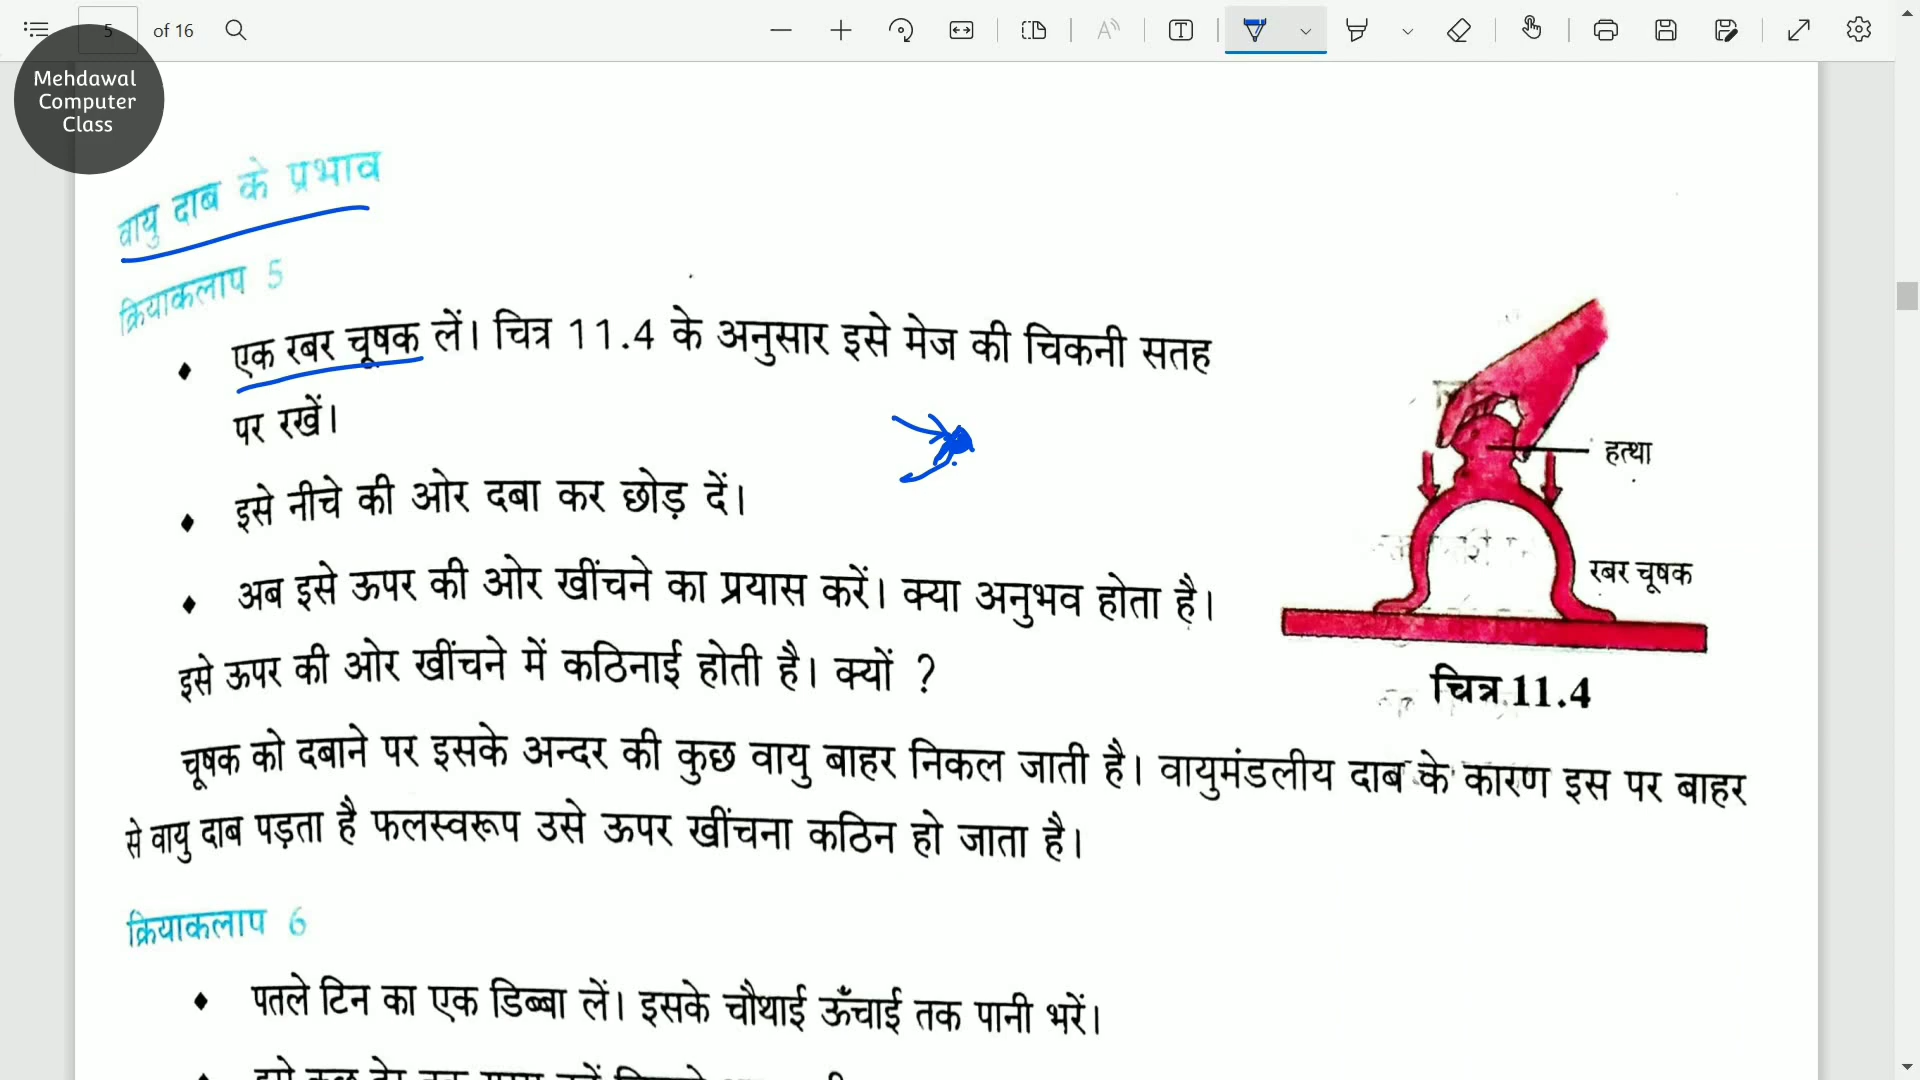 5 of 16
Mehdawal
Computer
Class
वायु दाब के प्रभाव
क्रियाकलाप 5
♦ एक रबर चूषक लें। चित्र 11.4 के अनुसार इसे मेज की चिकनी सतह
पर रखें।
♦ इसे नीचे की ओर दबा कर छोड़ दें।
♦ अब इसे ऊपर की ओर खींचने का प्रयास करें। क्या अनुभव होता है।
इसे ऊपर की ओर खींचने में कठिनाई होती है। क्यों ?
हत्था
रबर चूषक
चित्र 11.4
चूषक को दबाने पर इसके अन्दर की कुछ वायु बाहर निकल जाती है। वायुमंडलीय दाब के कारण इस पर बाहर
से वायु दाब पड़ता है फलस्वरूप उसे ऊपर खींचना कठिन हो जाता है।
क्रियाकलाप 6
♦ पतले टिन का एक डिब्बा लें। इसके चौथाई ऊँचाई तक पानी भरें।